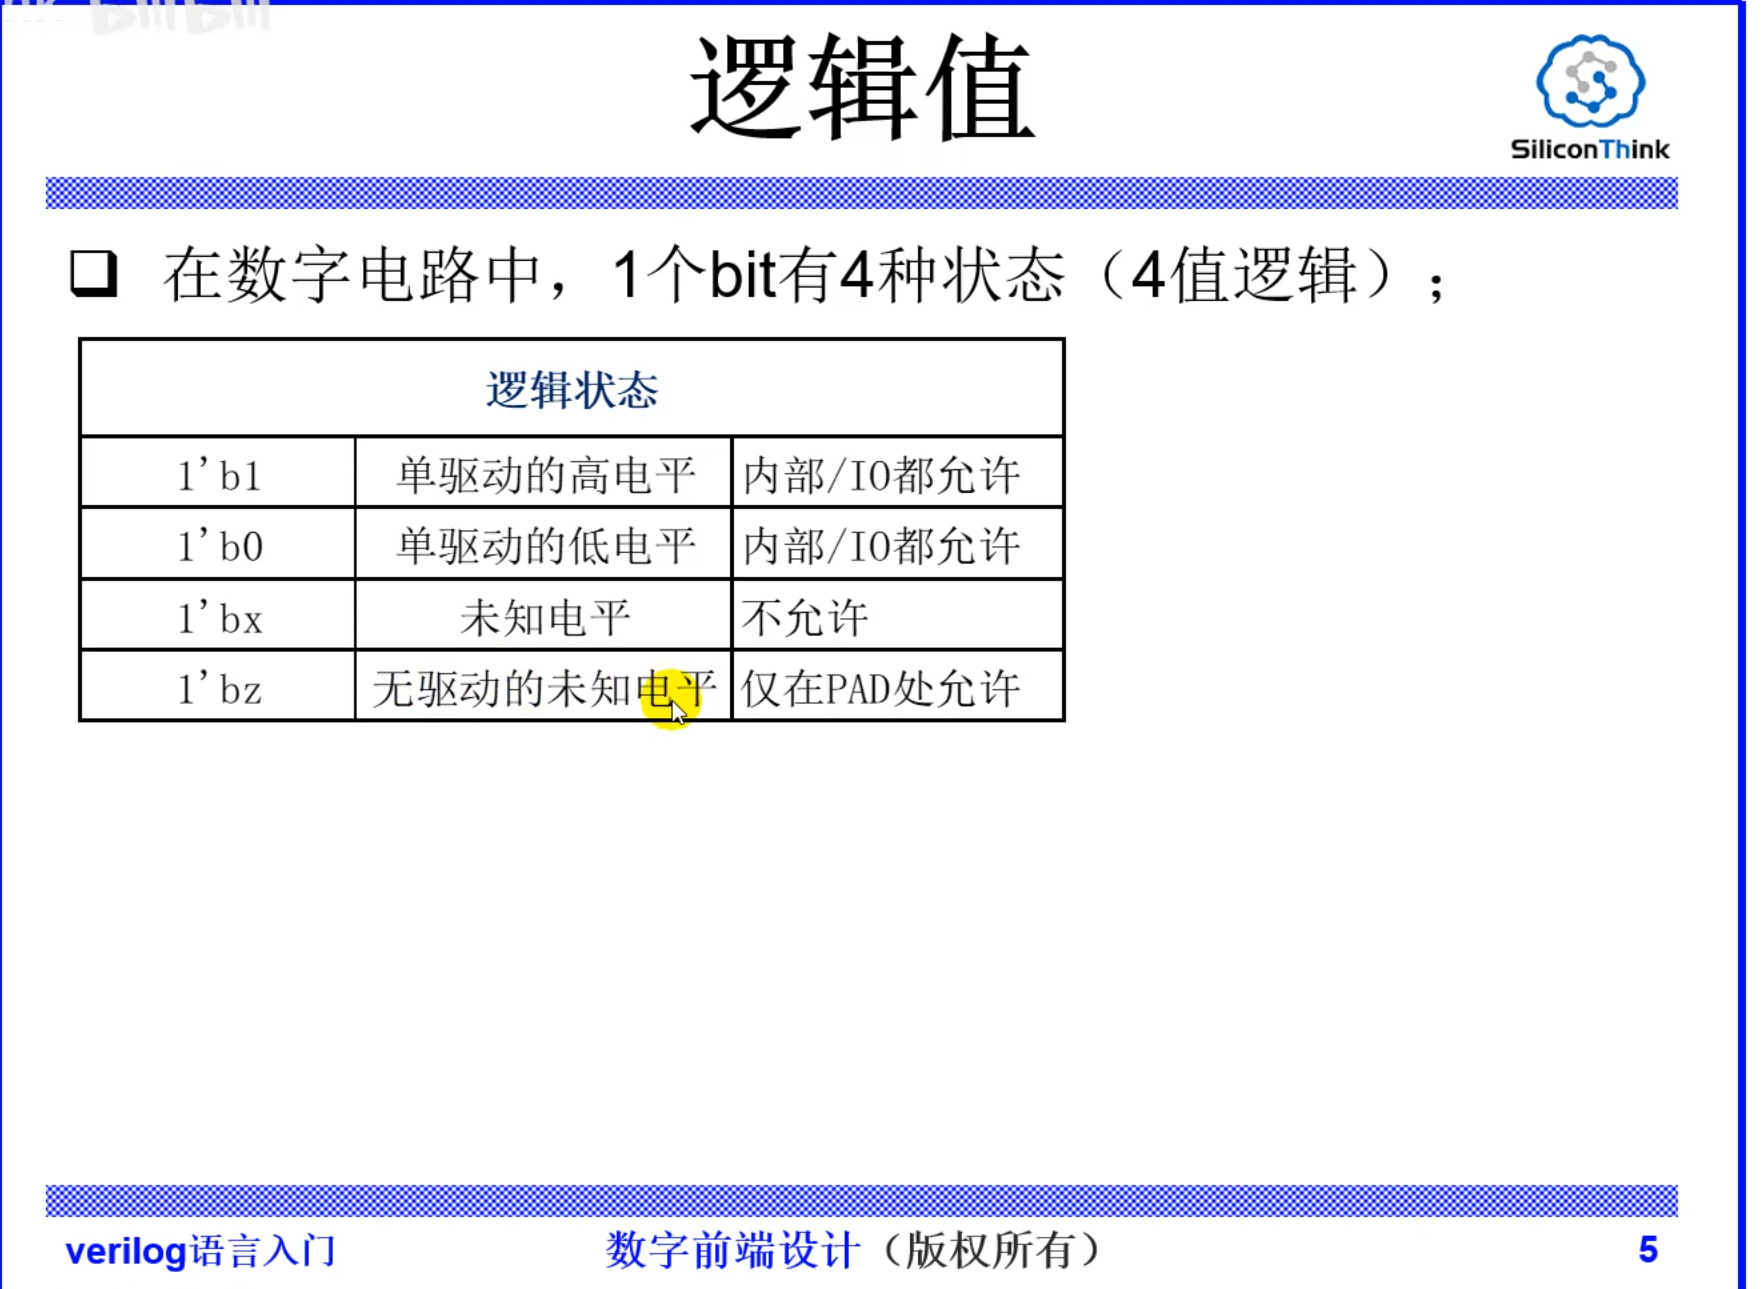 逻辑值
SiliconThink
在数字电路中，1个bit有4种状态（4值逻辑）；
逻辑状态
1’b1 单驱动的高电平 内部/IO都允许
1’b0 单驱动的低电平 内部/IO都允许
1’bx 未知电平 不允许
1’bz 无驱动的未知电平 仅在PAD处允许
verilog语言入门 数字前端设计（版权所有） 5